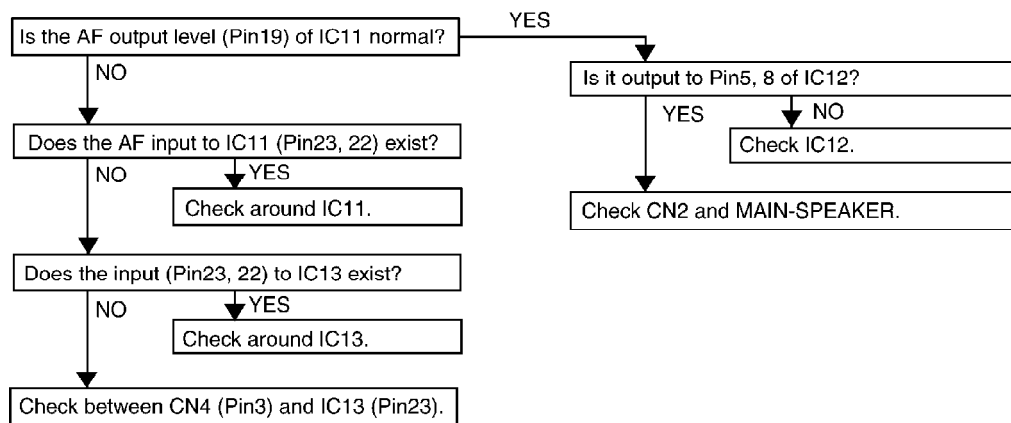 Is the AF output level (Pin19) of IC11 normal?
YES
NO
Is it output to Pin5, 8 of IC12?
YES
NO
Check IC12.
Does the AF input to IC11 (Pin23, 22) exist?
NO
YES
Check around IC11.
Check CN2 and MAIN-SPEAKER.
Does the input (Pin23, 22) to IC13 exist?
NO
YES
Check around IC13.
Check between CN4 (Pin3) and IC13 (Pin23).